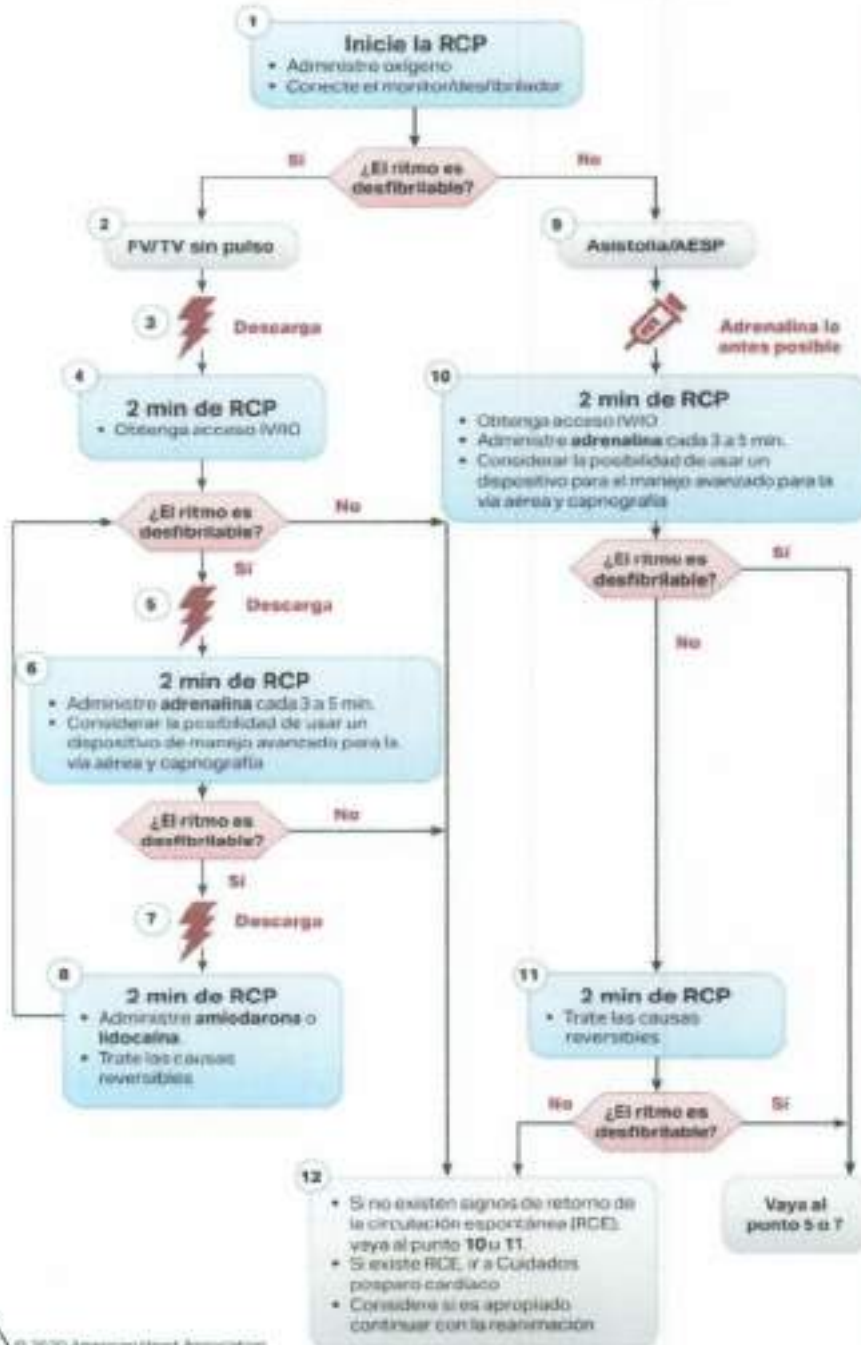 1
Inicie la RCP
• Administre oxígeno
• Conecte el monitor/desfibrilador
¿El ritmo es
desfibrilable?
Sí
No
2
FV/TV sin pulso
3
Descarga
4
2 min de RCP
• Obtenga acceso IV/IO
¿El ritmo es
desfibrilable?
No
Sí
5
Descarga
6
2 min de RCP
• Administre adrenalina cada 3 a 5 min.
• Considerar la posibilidad de usar un
dispositivo de manejo avanzado para la
vía aérea y capnografía
¿El ritmo es
desfibrilable?
No
Sí
7
Descarga
8
2 min de RCP
• Administre amiodarona o
lidocaína.
• Trate las causas
reversibles
9
Asistolia/AESP
Adrenalina lo
antes posible
10
2 min de RCP
• Obtenga acceso IV/IO
• Administre adrenalina cada 3 a 5 min.
• Considerar la posibilidad de usar un
dispositivo para el manejo avanzado para la
vía aérea y capnografía
¿El ritmo es
desfibrilable?
Sí
No
11
2 min de RCP
• Trate las causas
reversibles
No
¿El ritmo es
desfibrilable?
Sí
12
• Si no existen signos de retorno de
la circulación espontánea (RCE),
vaya al punto 10 u 11
• Si existe RCE, ir a Cuidados
posparo cardíaco
• Considere si es apropiado
continuar con la reanimación
Vaya al
punto 5 o 7
© 2020 American Heart Association